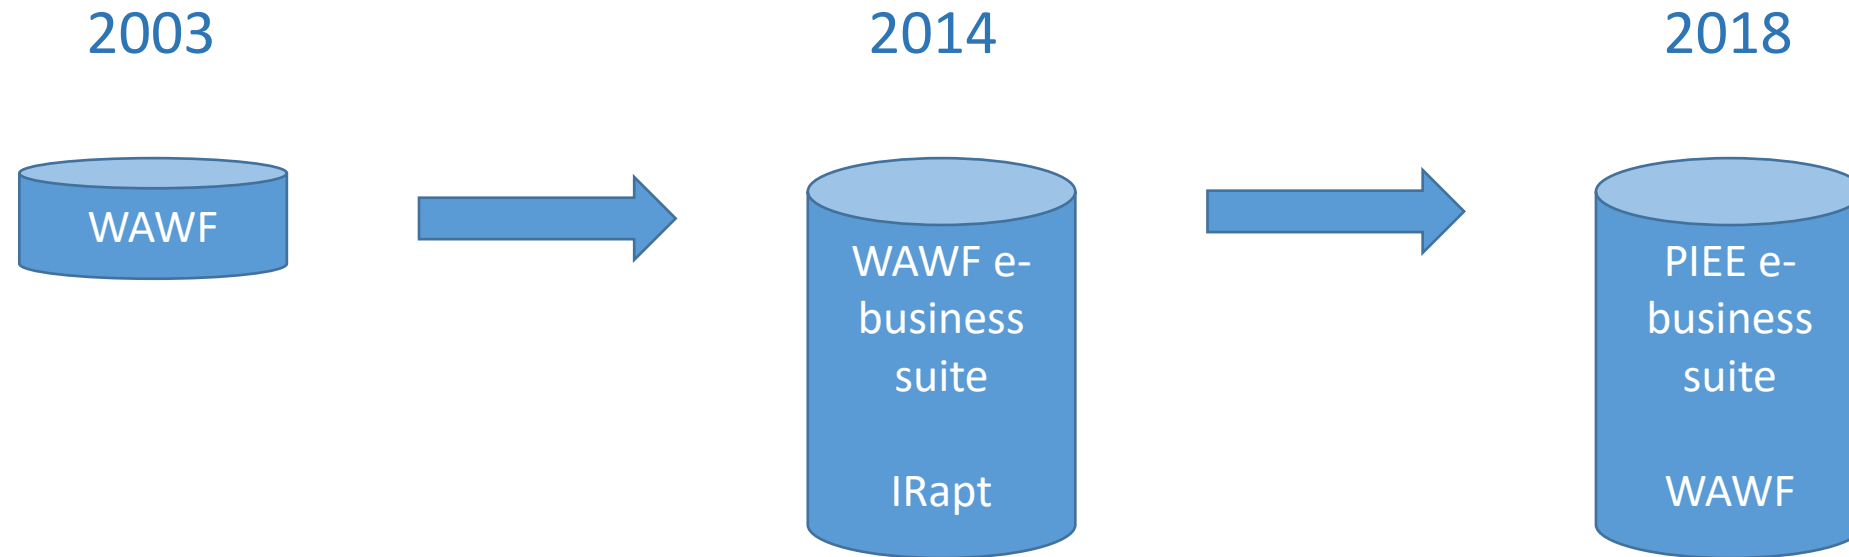 2003
2014
2018
WAWF
WAWF e-
business
suite
IRapt
PIEE e-
business
suite
WAWF